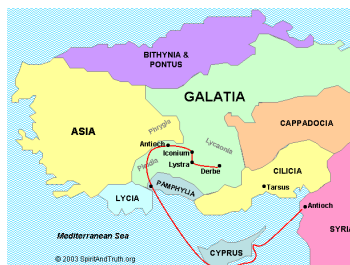 BITHYNIA &
PONTUS
GALATIA
ASIA
Phrygia
CAPPADOCIA
Antioch
Iconium
Lycaonia
Lystra
Pisidia
Derbe
CILICIA
PAMPHYLIA
Tarsus
LYCIA
Antioch
Mediterranean Sea
SYRIA
CYPRUS
© 2003 SpiritAndTruth.org